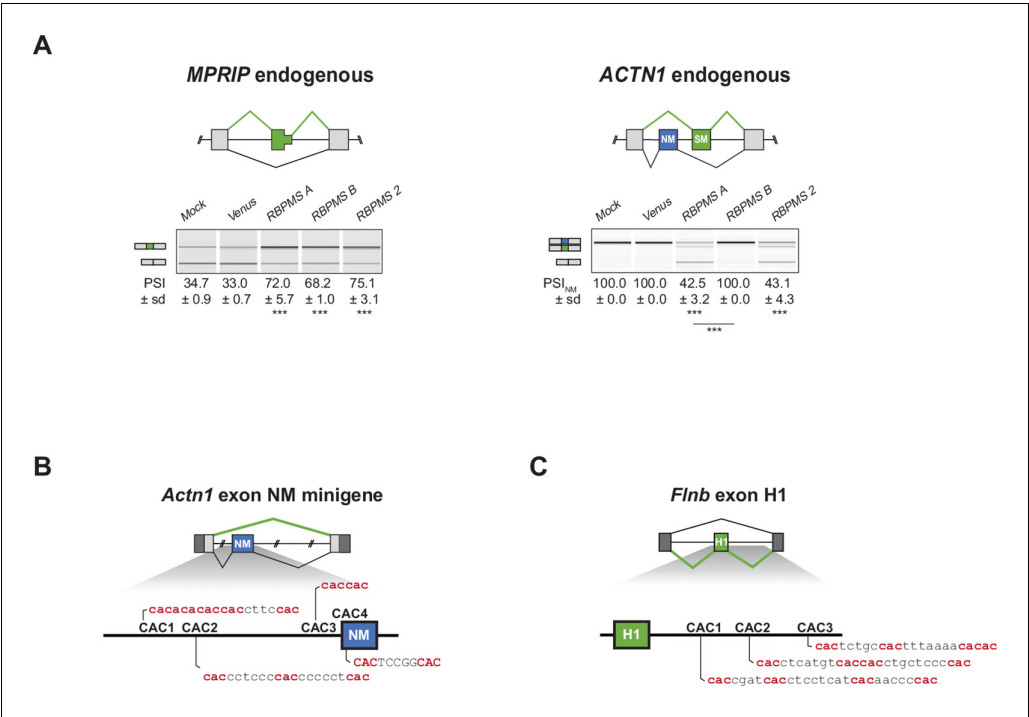 A
MPRIP endogenous
ACTN1 endogenous
NM SM
Mock Venus RBPMS A RBPMS B RBPMS 2
Mock Venus RBPMS A RBPMS B RBPMS 2
PSI 34.7 33.0 72.0 68.2 75.1
± sd ± 0.9 ± 0.7 ± 5.7 ± 1.0 ± 3.1
*** *** ***
PSINM 100.0 100.0 42.5 100.0 43.1
± sd ± 0.0 ± 0.0 ± 3.2 ± 0.0 ± 4.3
*** ***
***
B
Actn1 exon NM minigene
NM
caccac
cacacacaccaccttccac
CAC4
CAC1 CAC2 CAC3 NM
CACTCCGGCAC
caccctcccccacccccctcac
C
Flnb exon H1
H1
H1 CAC1 CAC2 CAC3
cactctgccactttaaaacacac
cacctcatgtcaccacctgctcccccac
caccgatcacctcctcatcacaacccccac